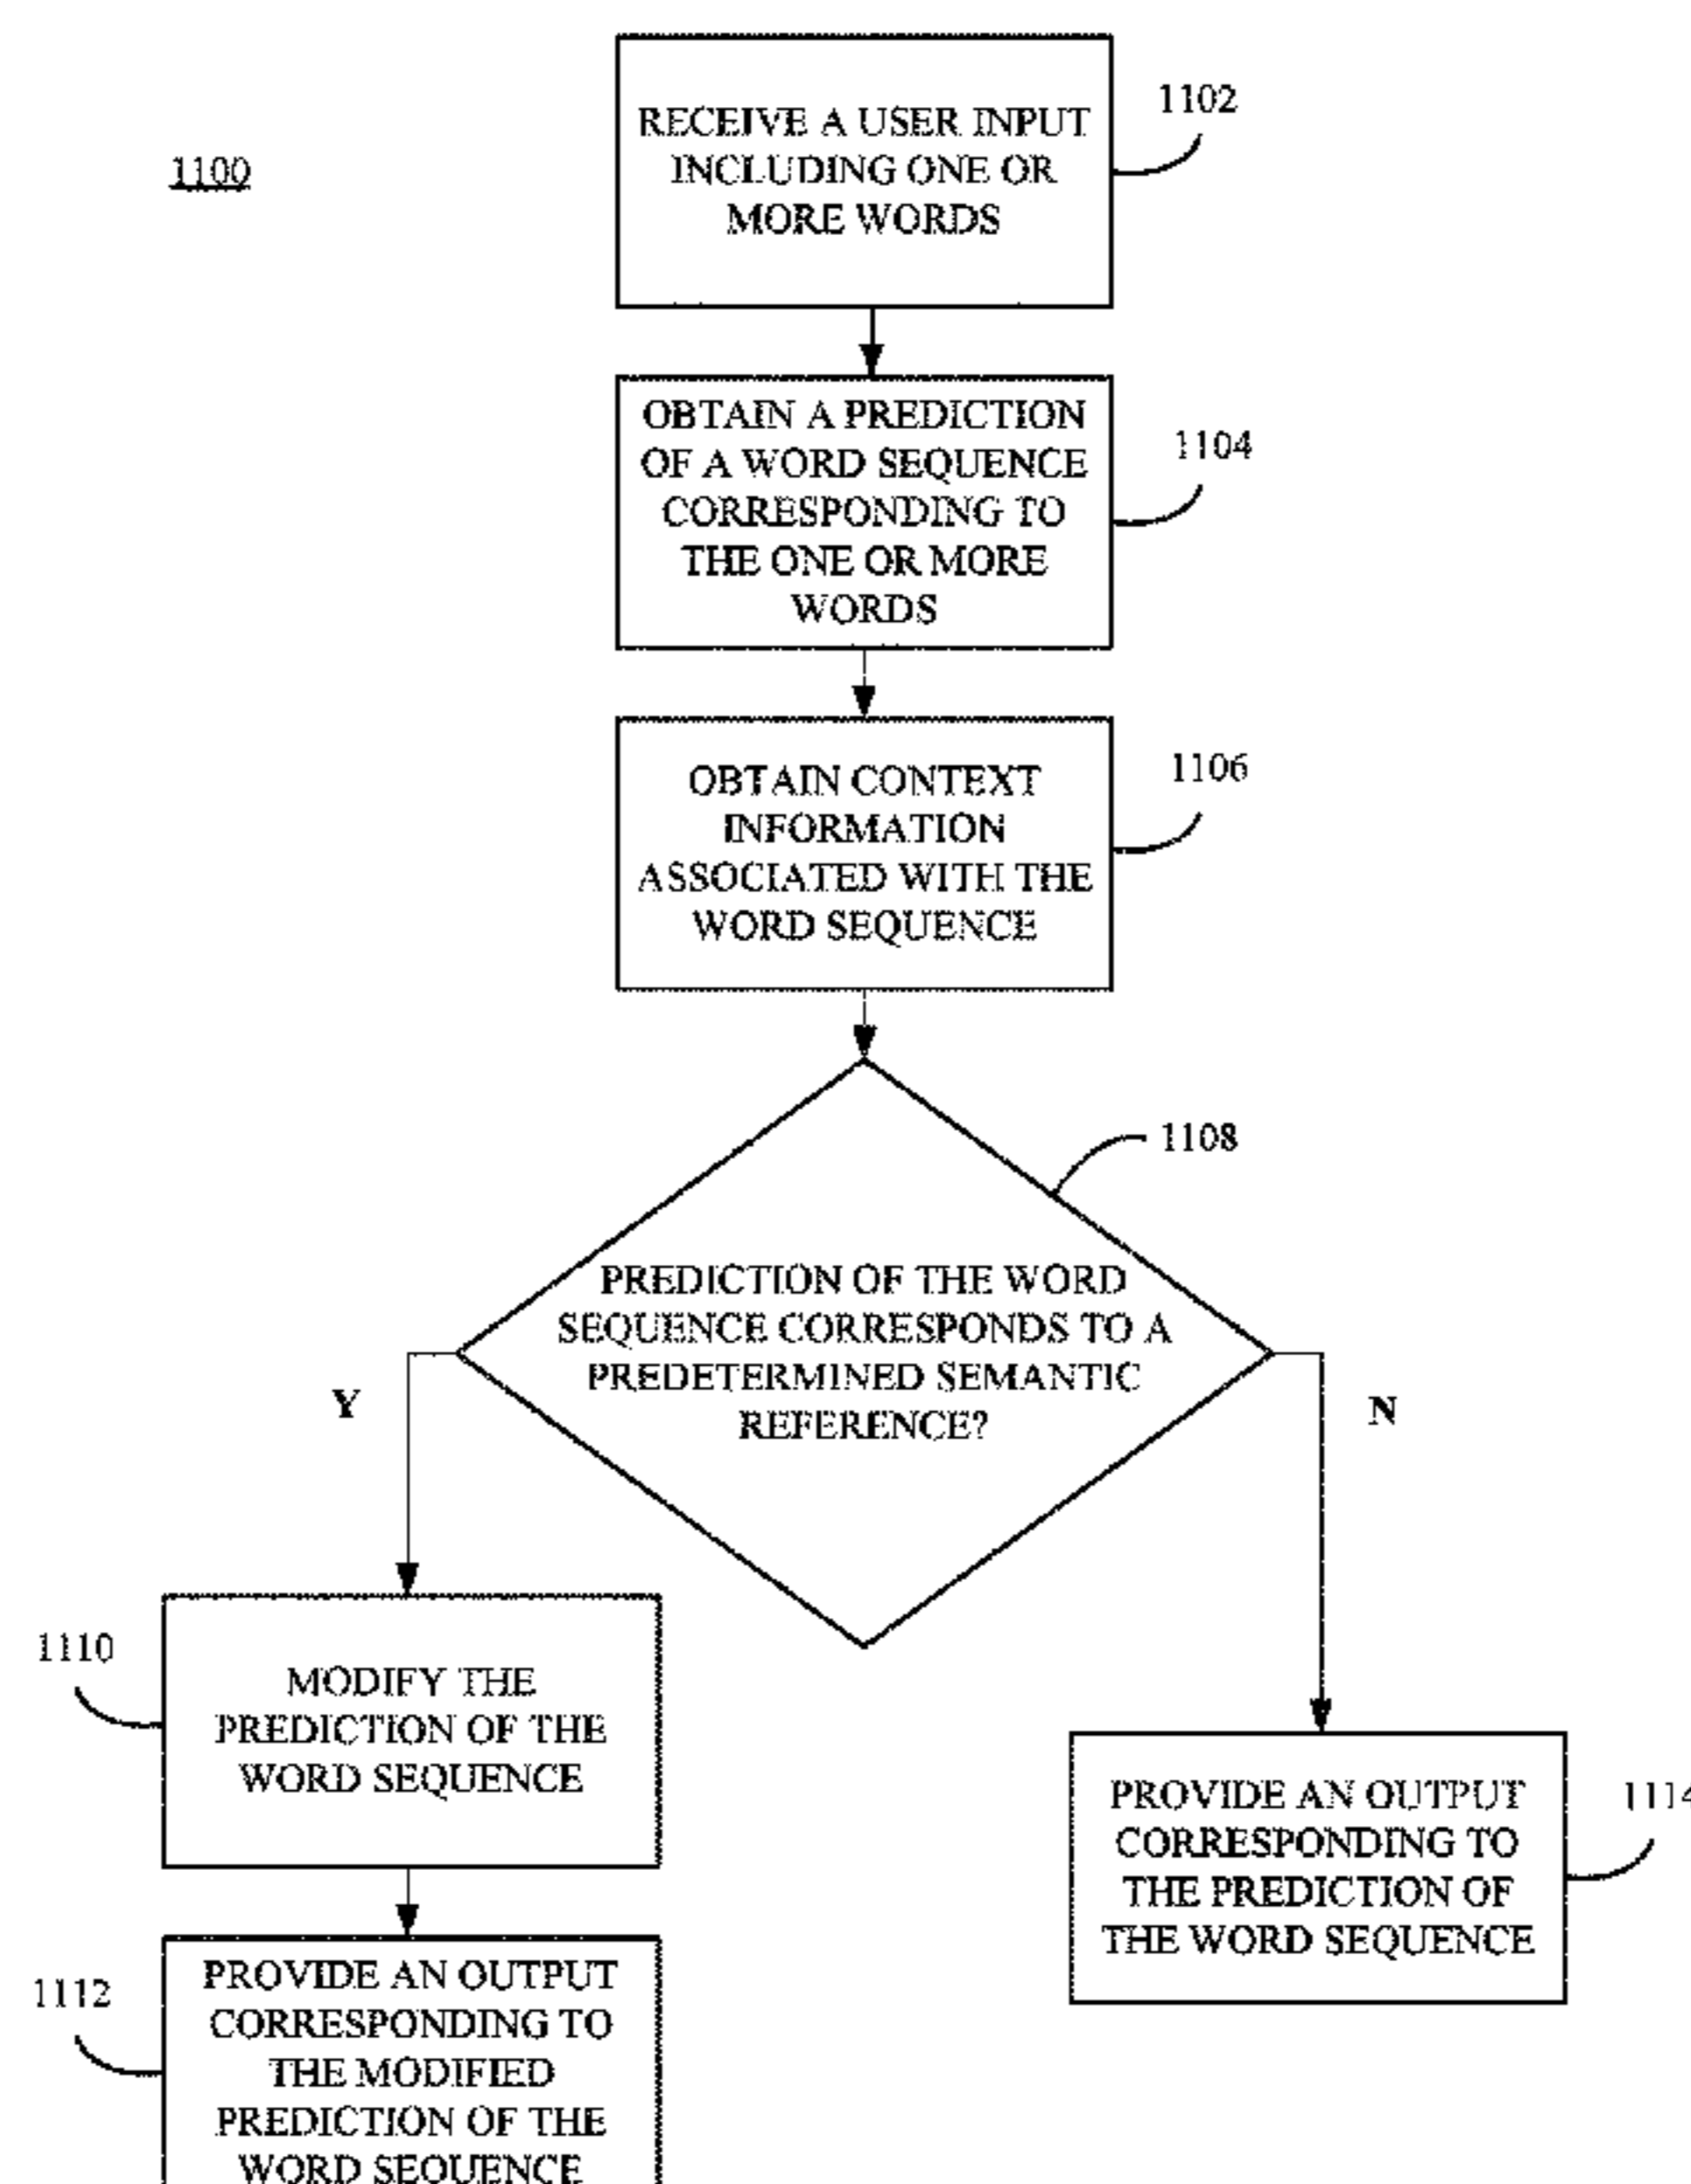 1100
RECEIVE A USER INPUT
INCLUDING ONE OR
MORE WORDS
1102
OBTAIN A PREDICTION
OF A WORD SEQUENCE
CORRESPONDING TO
THE ONE OR MORE
WORDS
1104
OBTAIN CONTEXT
INFORMATION
ASSOCIATED WITH THE
WORD SEQUENCE
1106
1108
PREDICTION OF THE WORD
SEQUENCE CORRESPONDS TO A
PREDETERMINED SEMANTIC
REFERENCE?
Y
N
1110
MODIFY THE
PREDICTION OF THE
WORD SEQUENCE
PROVIDE AN OUTPUT
CORRESPONDING TO
THE PREDICTION OF
THE WORD SEQUENCE
1114
1112
PROVIDE AN OUTPUT
CORRESPONDING TO
THE MODIFIED
PREDICTION OF THE
WORD SEQUENCE